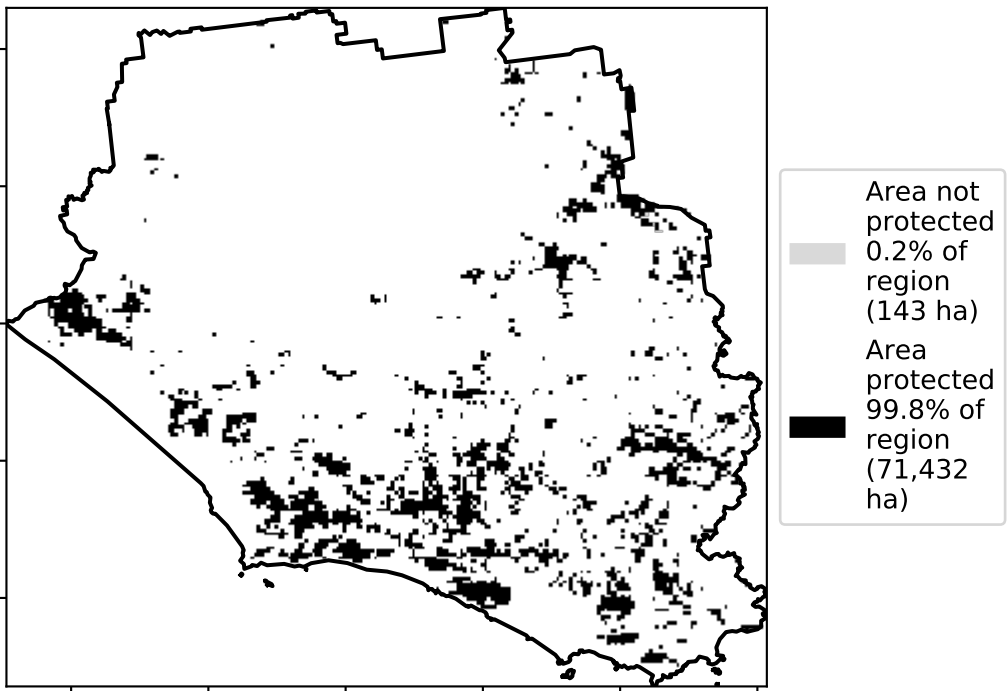 Area not
protected
0.2% of
region
(143 ha)
Area
protected
99.8% of
region
(71,432
ha)